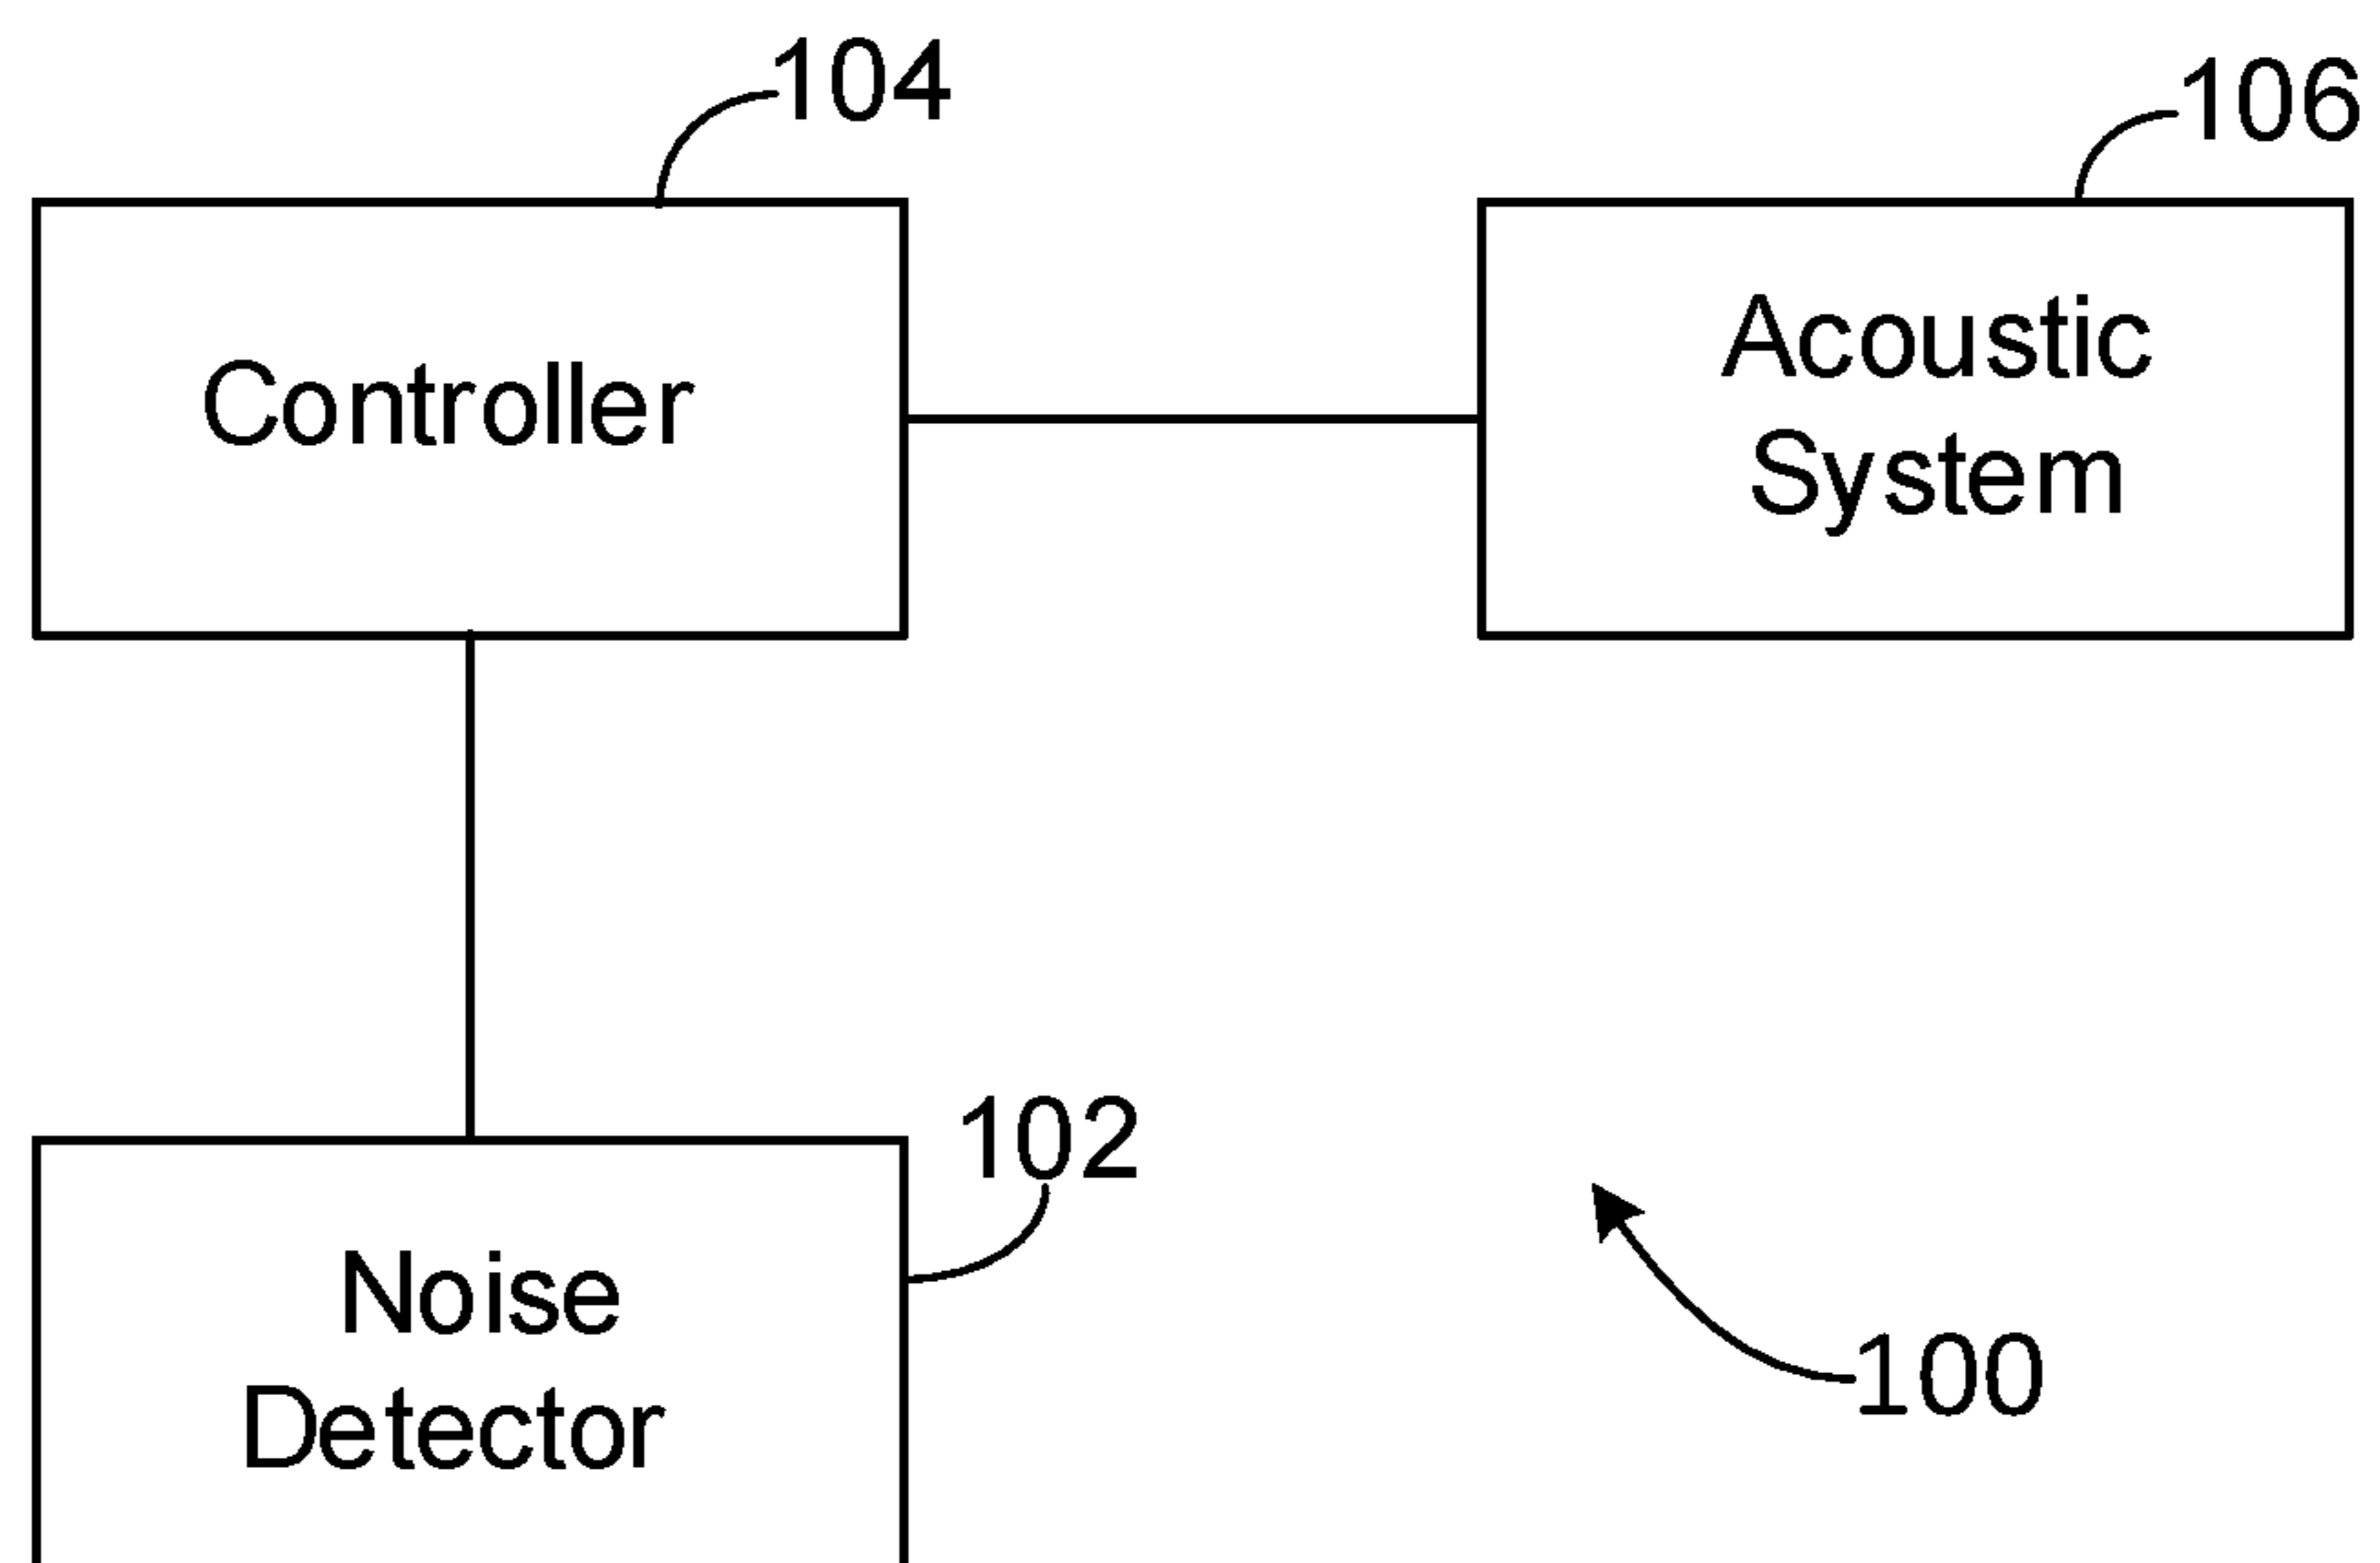 104
106
Controller
Acoustic
System
102
Noise
Detector
100